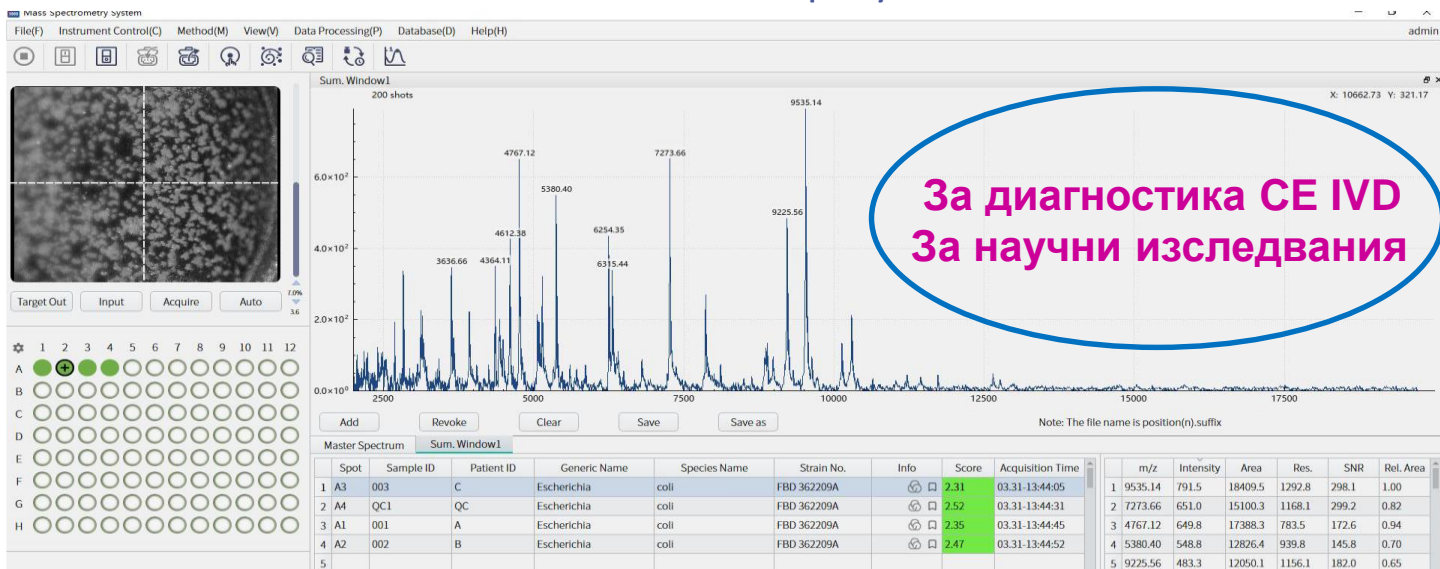 Mass Spectrometry System
File(F) Instrument Control(C) Method(M) View(V) Data Processing(P) Database(D) Help(H)
admin
Sum. Window1
200 shots
X: 10662.73 Y: 321.17
9535.14
4767.12
7273.66
6.0×10²
5380.40
9225.56
4612.38
6254.35
4.0×10²
3636.66
4364.11
6315.44
2.0×10²
0.0×10⁰
2500 5000 7500 10000 12500 15000 17500
За диагностика CE IVD
За научни изследвания
7.0%
3.6
Target Out Input Acquire Auto
1 2 3 4 5 6 7 8 9 10 11 12
A
B
C
D
E
F
G
H
Add Revoke Clear Save Save as
Note: The file name is position(n).suffix
Master Spectrum Sum. Window1
Spot Sample ID Patient ID Generic Name Species Name Strain No. Info Score Acquisition Time
1 A3 003 C Escherichia coli FBD 362209A 2.31 03.31-13:44:05
2 A4 QC1 QC Escherichia coli FBD 362209A 2.52 03.31-13:44:31
3 A1 001 A Escherichia coli FBD 362209A 2.35 03.31-13:44:45
4 A2 002 B Escherichia coli FBD 362209A 2.47 03.31-13:44:52
5
m/z Intensity Area Res. SNR Rel. Area
1 9535.14 791.5 18409.5 1292.8 298.1 1.00
2 7273.66 651.0 15100.3 1168.1 299.2 0.82
3 4767.12 649.8 17388.3 783.5 172.6 0.94
4 5380.40 548.8 12826.4 939.8 145.8 0.70
5 9225.56 483.3 12050.1 1156.1 182.0 0.65